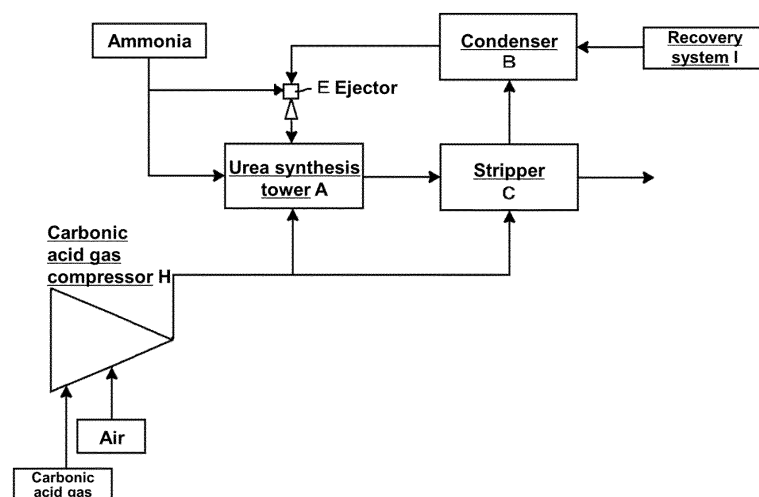 Ammonia
Condenser
B
Recovery
system I
E Ejector
Urea synthesis
tower A
Stripper
C
Carbonic
acid gas
compressor H
Air
Carbonic
acid gas